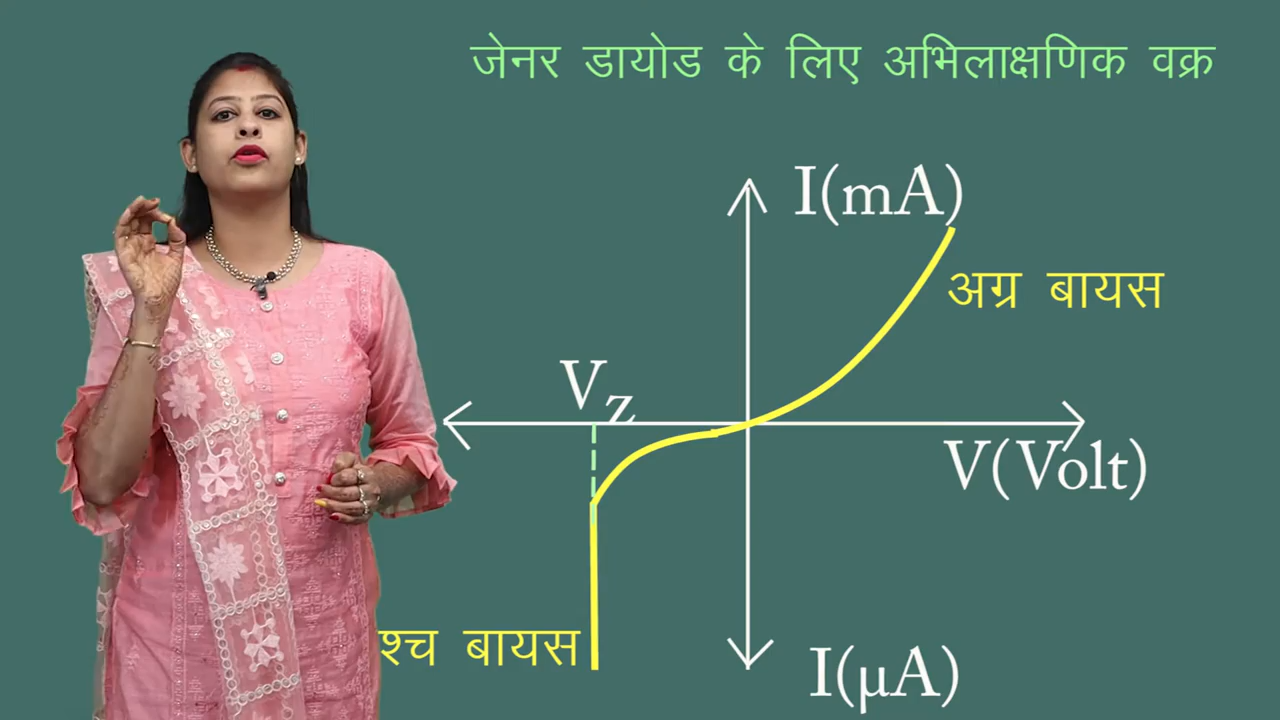 जेनर डायोड के लिए अभिलाक्षणिक वक्र
I(mA)
अग्र बायस
Vz
V(Volt)
श्च बायस
I(μA)